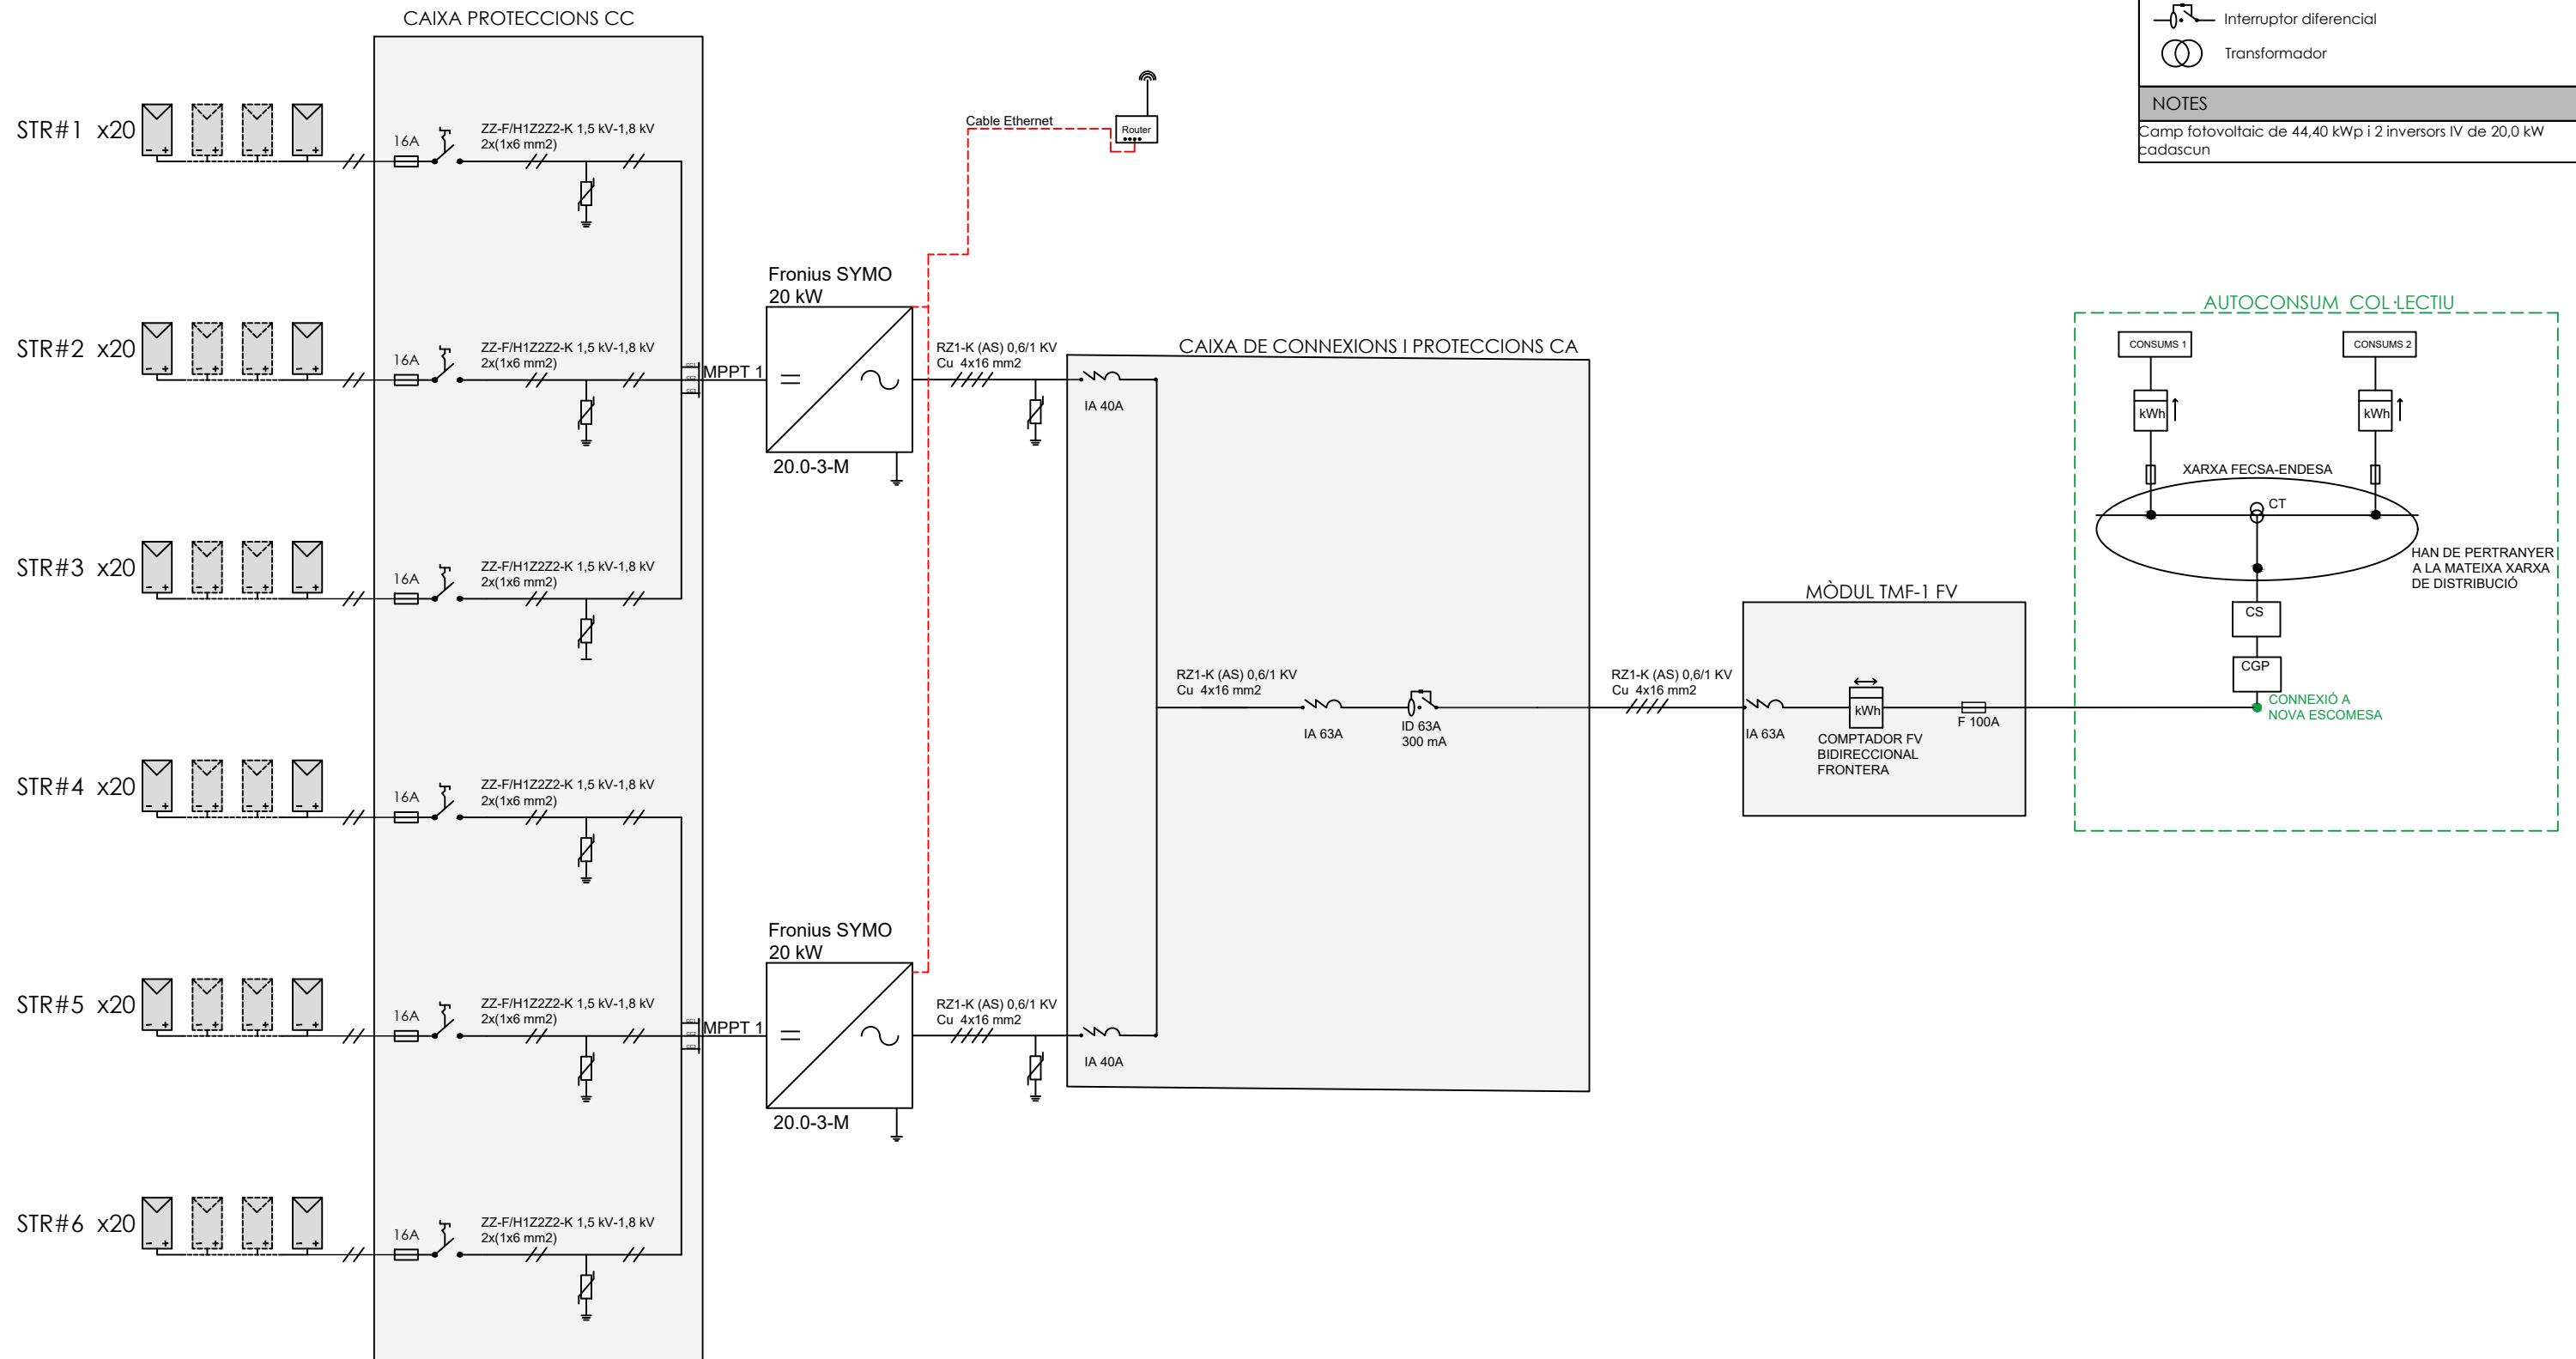 CAIXA PROTECCIONS CC
Interruptor diferencial
Transformador
NOTES
Camp fotovoltaic de 44,40 kWp i 2 inversors IV de 20,0 kW
cadascun
STR#1 x20
16A
ZZ-F/H1Z2Z2-K 1,5 kV-1,8 kV
2x(1x6 mm2)
Cable Ethernet
Router
STR#2 x20
16A
ZZ-F/H1Z2Z2-K 1,5 kV-1,8 kV
2x(1x6 mm2)
MPPT 1
Fronius SYMO
20 kW
20.0-3-M
RZ1-K (AS) 0,6/1 KV
Cu 4x16 mm2
CAIXA DE CONNEXIONS I PROTECCIONS CA
IA 40A
STR#3 x20
16A
ZZ-F/H1Z2Z2-K 1,5 kV-1,8 kV
2x(1x6 mm2)
AUTOCONSUM COL·LECTIU
CONSUMS 1
CONSUMS 2
kWh
kWh
XARXA FECSA-ENDESA
CT
HAN DE PERTRANYER
A LA MATEIXA XARXA
DE DISTRIBUCIÓ
CS
CGP
CONNEXIÓ A
NOVA ESCOMESA
RZ1-K (AS) 0,6/1 KV
Cu 4x16 mm2
IA 63A
ID 63A
300 mA
RZ1-K (AS) 0,6/1 KV
Cu 4x16 mm2
MÒDUL TMF-1 FV
IA 63A
kWh
COMPTADOR FV
BIDIRECCIONAL
FRONTERA
F 100A
STR#4 x20
16A
ZZ-F/H1Z2Z2-K 1,5 kV-1,8 kV
2x(1x6 mm2)
STR#5 x20
16A
ZZ-F/H1Z2Z2-K 1,5 kV-1,8 kV
2x(1x6 mm2)
MPPT 1
Fronius SYMO
20 kW
20.0-3-M
RZ1-K (AS) 0,6/1 KV
Cu 4x16 mm2
IA 40A
STR#6 x20
16A
ZZ-F/H1Z2Z2-K 1,5 kV-1,8 kV
2x(1x6 mm2)